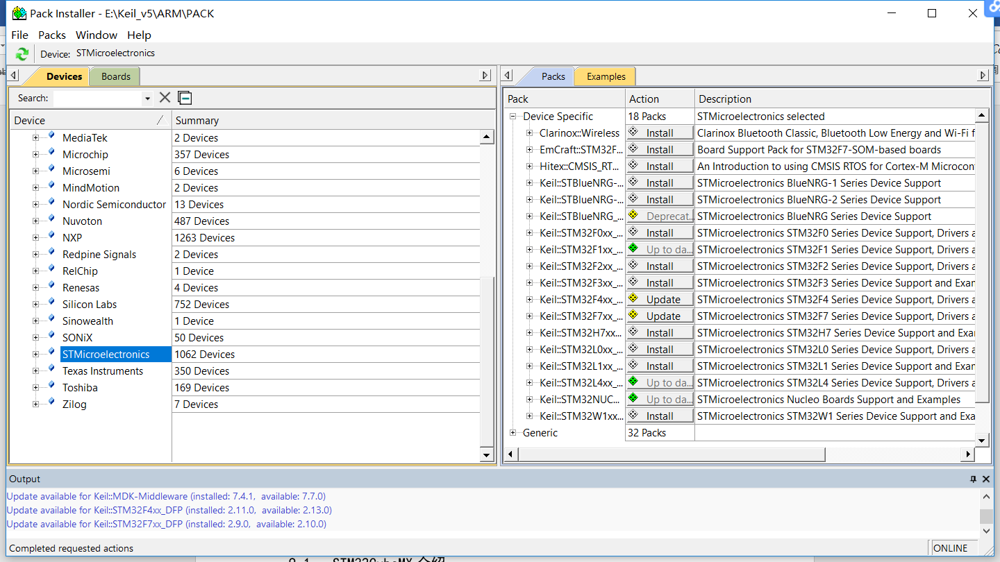 Pack Installer - E:\Keil_v5\ARM\PACK
File Packs Window Help
Device: STMicroelectronics
Devices Boards
Search:
Device Summary
MediaTek 2 Devices
Microchip 357 Devices
Microsemi 6 Devices
MindMotion 2 Devices
Nordic Semiconductor 13 Devices
Nuvoton 487 Devices
NXP 1263 Devices
Redpine Signals 2 Devices
RelChip 1 Device
Renesas 4 Devices
Silicon Labs 752 Devices
Sinowealth 1 Device
SONiX 50 Devices
STMicroelectronics 1062 Devices
Texas Instruments 350 Devices
Toshiba 169 Devices
Zilog 7 Devices
Packs Examples
Pack Action Description
Device Specific 18 Packs STMicroelectronics selected
Clarinox::Wireless Install Clarinox Bluetooth Classic, Bluetooth Low Energy and Wi-Fi f
EmCraft::STM32F... Install Board Support Pack for STM32F7-SOM-based boards
Hitex::CMSIS_RT... Install An Introduction to using CMSIS RTOS for Cortex-M Microcon
Keil::STBlueNRG-... Install STMicroelectronics BlueNRG-1 Series Device Support
Keil::STBlueNRG-... Install STMicroelectronics BlueNRG-2 Series Device Support
Keil::STBlueNRG_... Deprecat... STMicroelectronics BlueNRG Series Device Support
Keil::STM32F0xx_... Install STMicroelectronics STM32F0 Series Device Support, Drivers a
Keil::STM32F1xx_... Up to da... STMicroelectronics STM32F1 Series Device Support, Drivers a
Keil::STM32F2xx_... Install STMicroelectronics STM32F2 Series Device Support, Drivers a
Keil::STM32F3xx_... Install STMicroelectronics STM32F3 Series Device Support and Exam
Keil::STM32F4xx_... Update STMicroelectronics STM32F4 Series Device Support, Drivers a
Keil::STM32F7xx_... Update STMicroelectronics STM32F7 Series Device Support, Drivers a
Keil::STM32H7xx... Install STMicroelectronics STM32H7 Series Device Support and Exa
Keil::STM32L0xx_... Install STMicroelectronics STM32L0 Series Device Support, Drivers a
Keil::STM32L1xx_... Install STMicroelectronics STM32L1 Series Device Support and Exam
Keil::STM32L4xx_... Up to da... STMicroelectronics STM32L4 Series Device Support, Drivers a
Keil::STM32NUC... Up to da... STMicroelectronics Nucleo Boards Support and Examples
Keil::STM32W1xx... Install STMicroelectronics STM32W1 Series Device Support and Exa
Generic 32 Packs
Output
Update available for Keil::MDK-Middleware (installed: 7.4.1, available: 7.7.0)
Update available for Keil::STM32F4xx_DFP (installed: 2.11.0, available: 2.13.0)
Update available for Keil::STM32F7xx_DFP (installed: 2.9.0, available: 2.10.0)
Completed requested actions
ONLINE